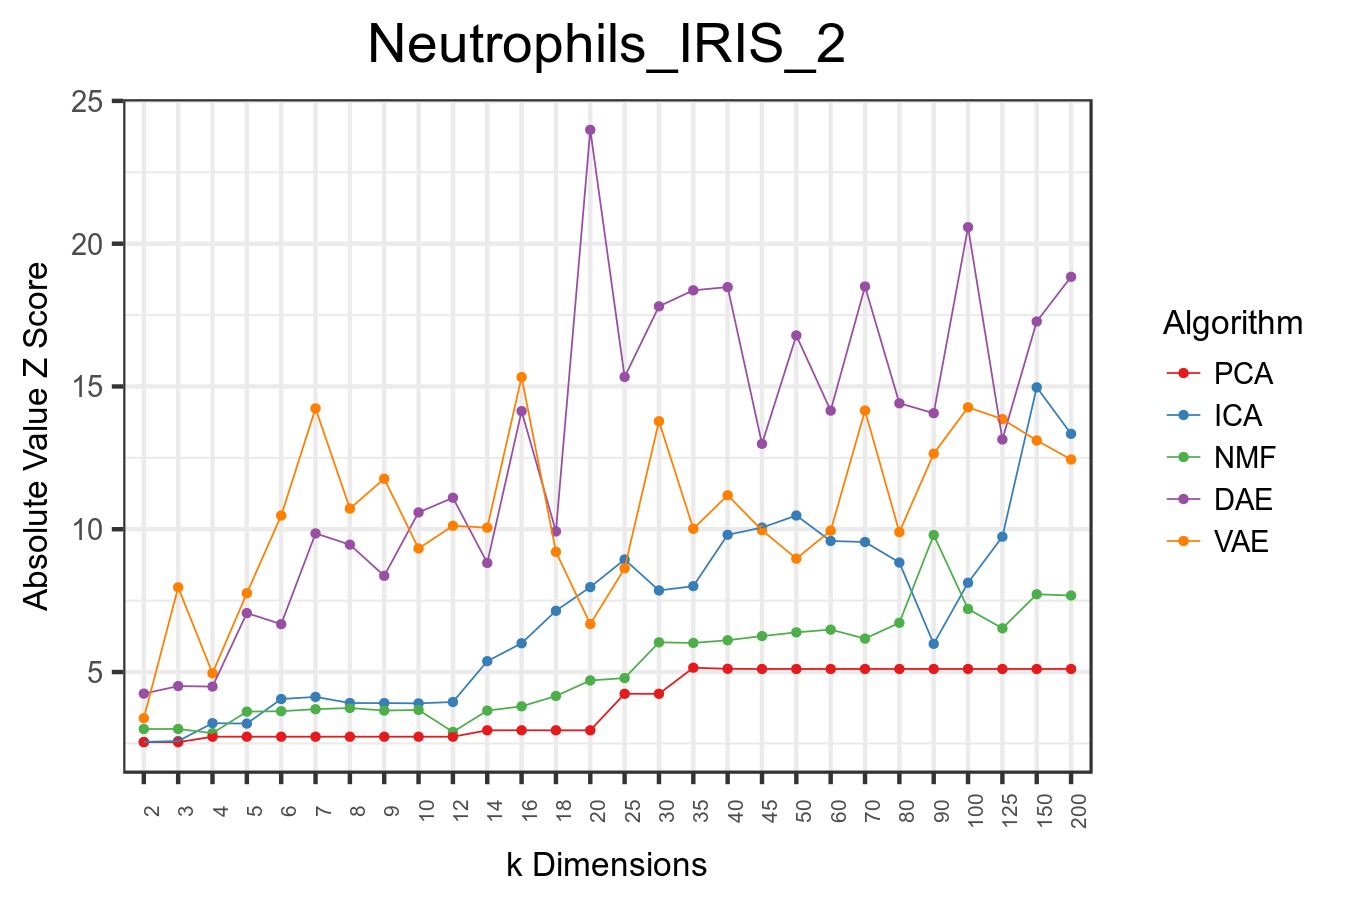 Neutrophils_IRIS_2
Absolute Value Z Score
25
20
15
10
5
2 3 4 5 6 7 8 9 10 12 14 16 18 20 25 30 35 40 45 50 60 70 80 90 100 125 150 200
k Dimensions
Algorithm
PCA
ICA
NMF
DAE
VAE